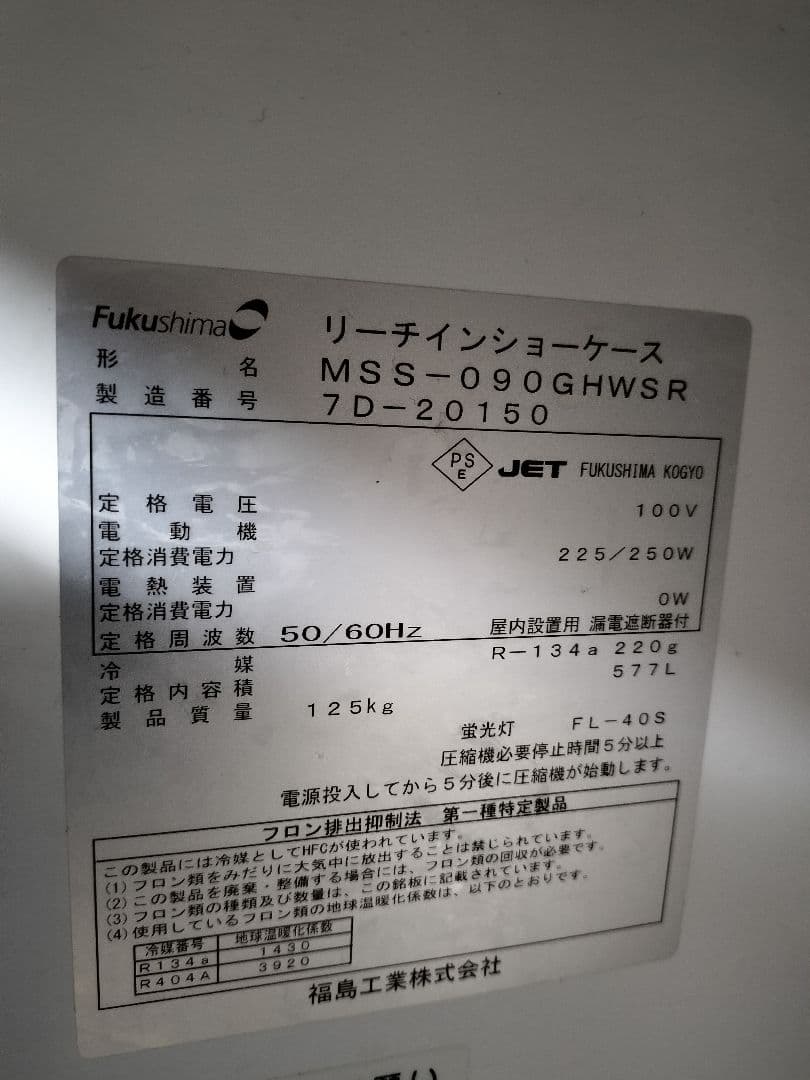 Fukushima リーチインショーケース
形名 MSS-090GHWSR
製造番号 7D-20150
PS E JET FUKUSHIMA KOGYO
定格電圧 100V
電動機
定格消費電力 225/250W
電熱装置
定格消費電力 0W
定格周波数 50/60Hz 屋内設置用 漏電遮断器付
冷媒 R-134a 220g
定格内容積 577L
製品質量 125kg
蛍光灯 FL-40S
圧縮機必要停止時間5分以上
電源投入してから5分後に圧縮機が始動します。
フロン排出抑制法 第一種特定製品
この製品には冷媒としてHFCが使われています。
(1)フロン類をみだりに大気中に放出することは禁じられています。
(2)この製品を廃棄・整備する場合には、フロン類の回収が必要です。
(3)フロン類の種類及び数量は、この銘板に記載されています。
(4)使用しているフロン類の地球温暖化係数は、以下のとおりです。
冷媒番号 地球温暖化係数
R134a 1430
R404A 3920
福島工業株式会社